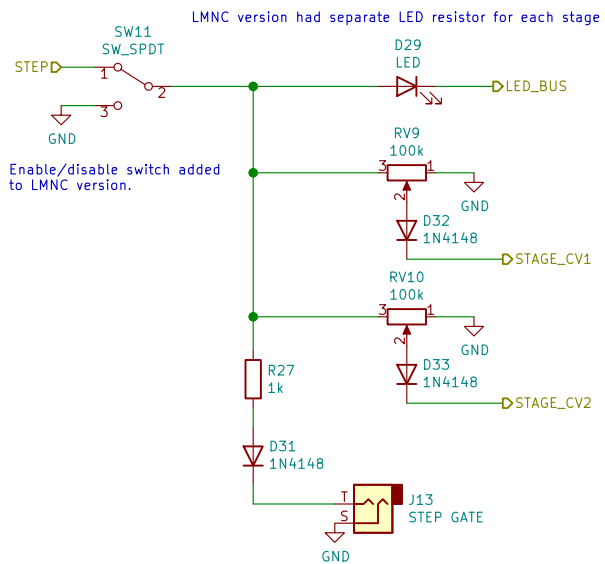 LMNC version had separate LED resistor for each stage
SW11
SW_SPDT
STEP
1
2
3
GND
D29
LED
LED_BUS
Enable/disable switch added
to LMNC version.
RV9
100k
3
1
2
GND
D32
1N4148
STAGE_CV1
RV10
100k
3
1
2
GND
D33
1N4148
STAGE_CV2
R27
1k
D31
1N4148
T
S
J13
STEP GATE
GND